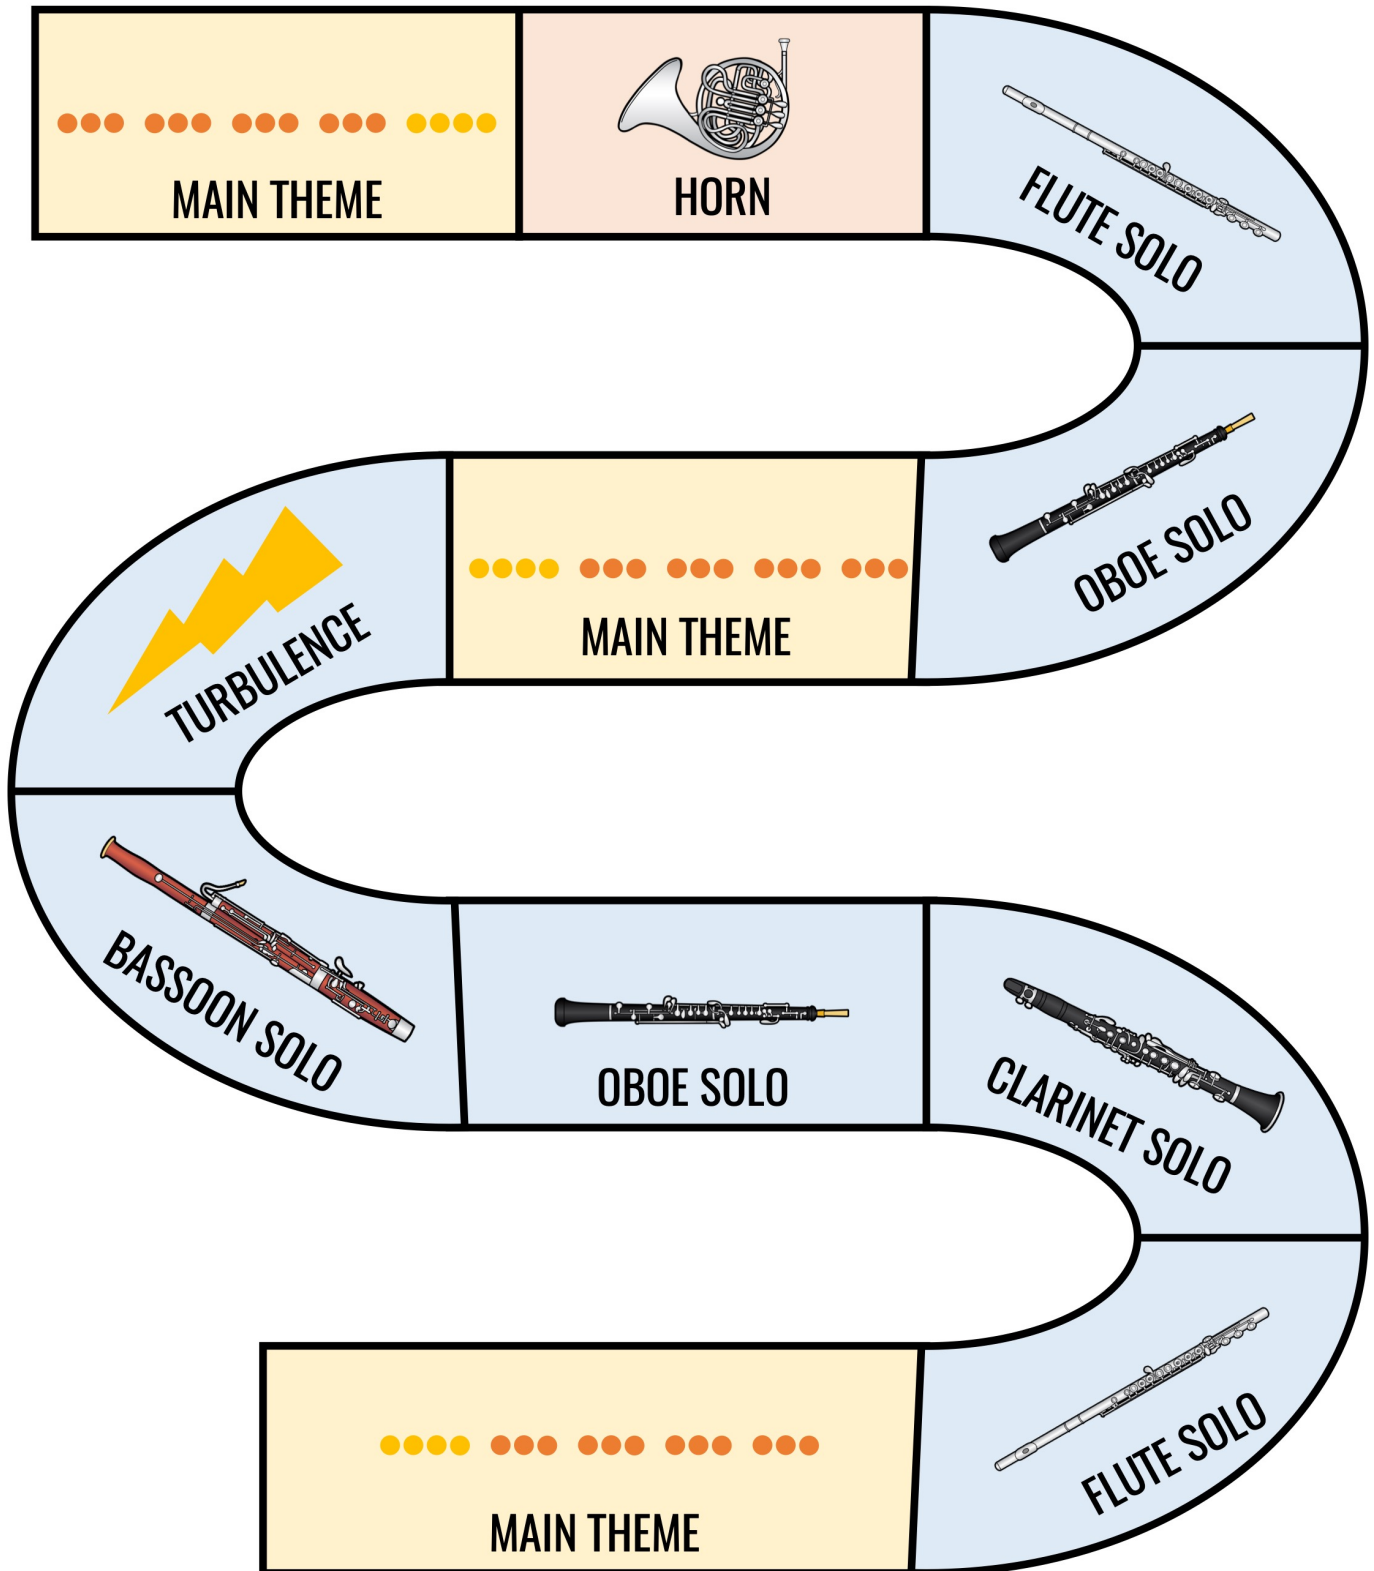 MAIN THEME
HORN
FLUTE SOLO
OBOE SOLO
MAIN THEME
TURBULENCE
BASSOON SOLO
OBOE SOLO
CLARINET SOLO
FLUTE SOLO
MAIN THEME